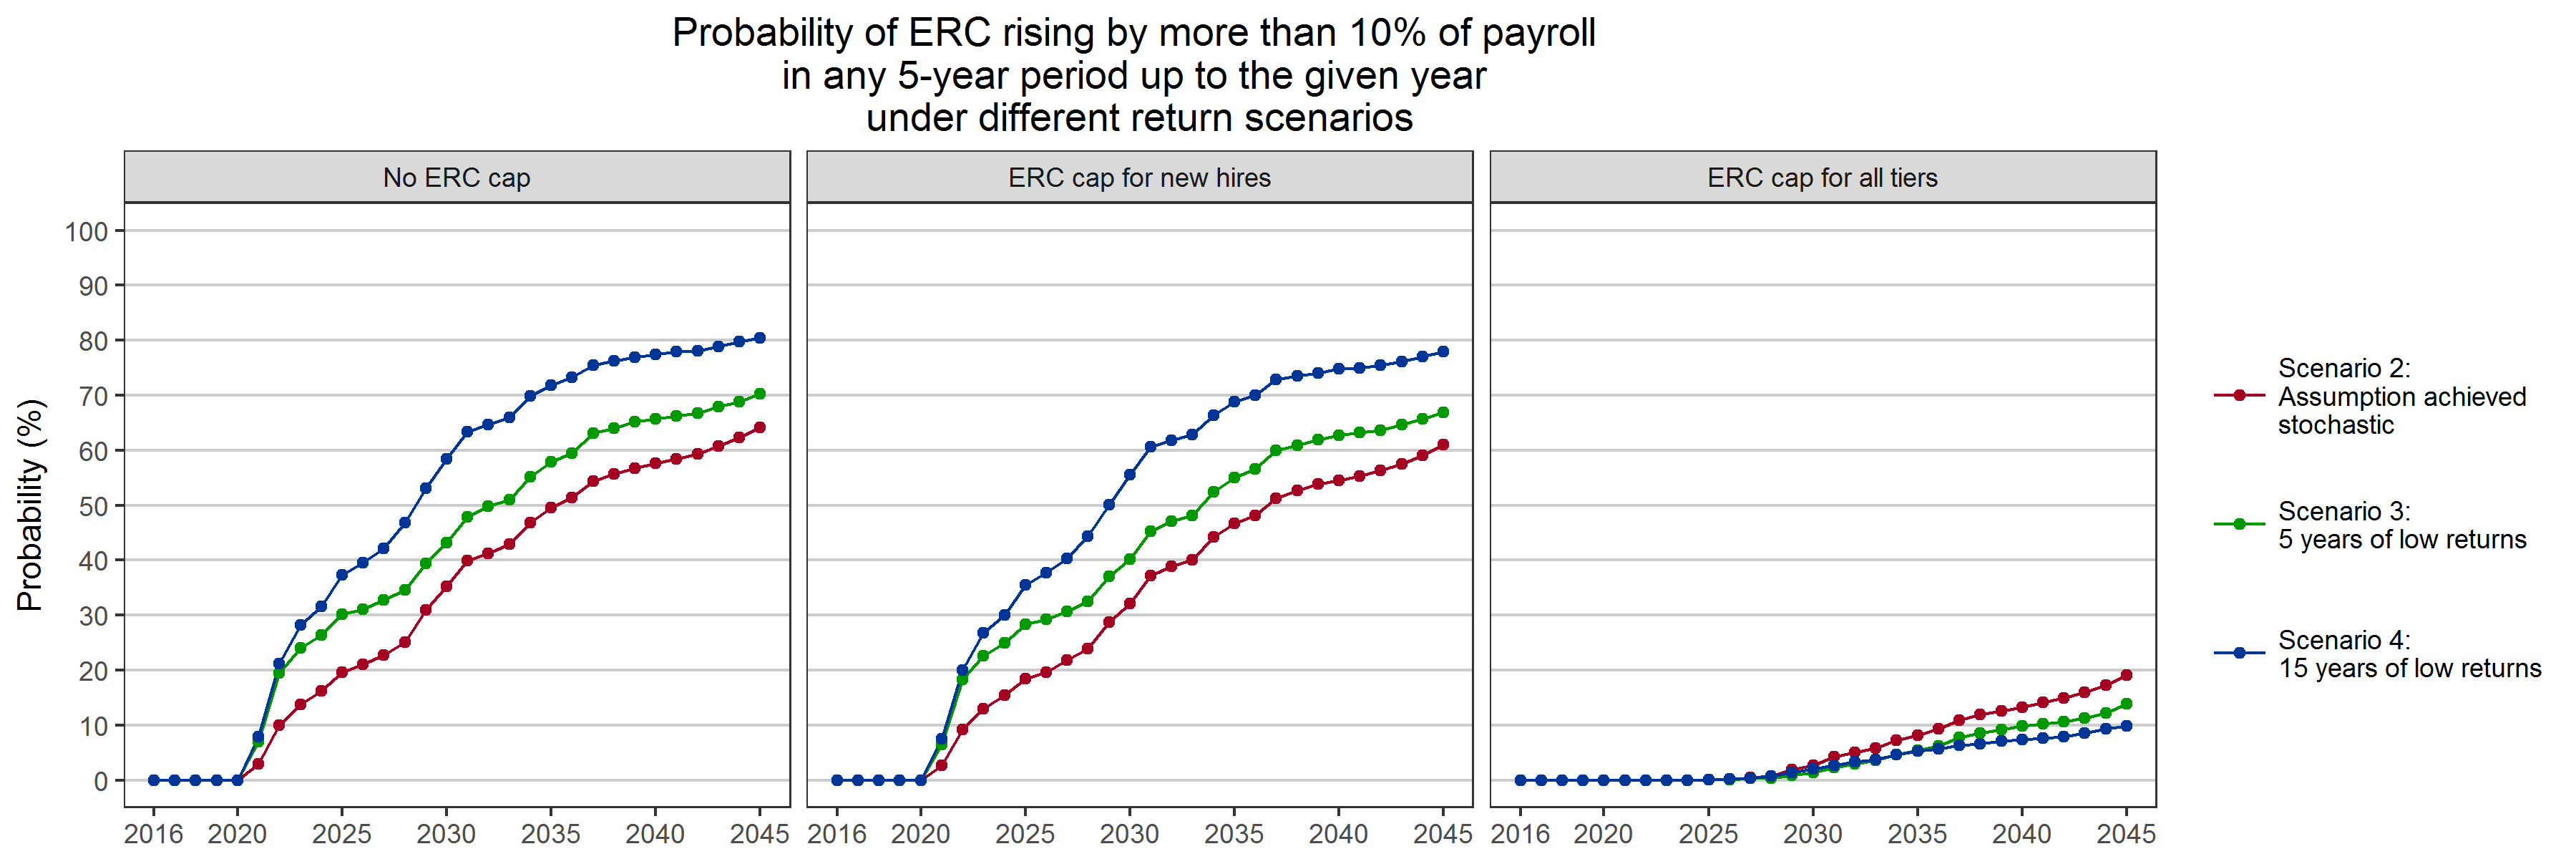 Probability of ERC rising by more than 10% of payroll
in any 5-year period up to the given year
under different return scenarios
No ERC cap
ERC cap for new hires
ERC cap for all tiers
Probability (%)
100
90
80
70
60
50
40
30
20
10
0
2016 2020 2025 2030 2035 2040 2045
2016 2020 2025 2030 2035 2040 2045
2016 2020 2025 2030 2035 2040 2045
Scenario 2:
Assumption achieved
stochastic
Scenario 3:
5 years of low returns
Scenario 4:
15 years of low returns